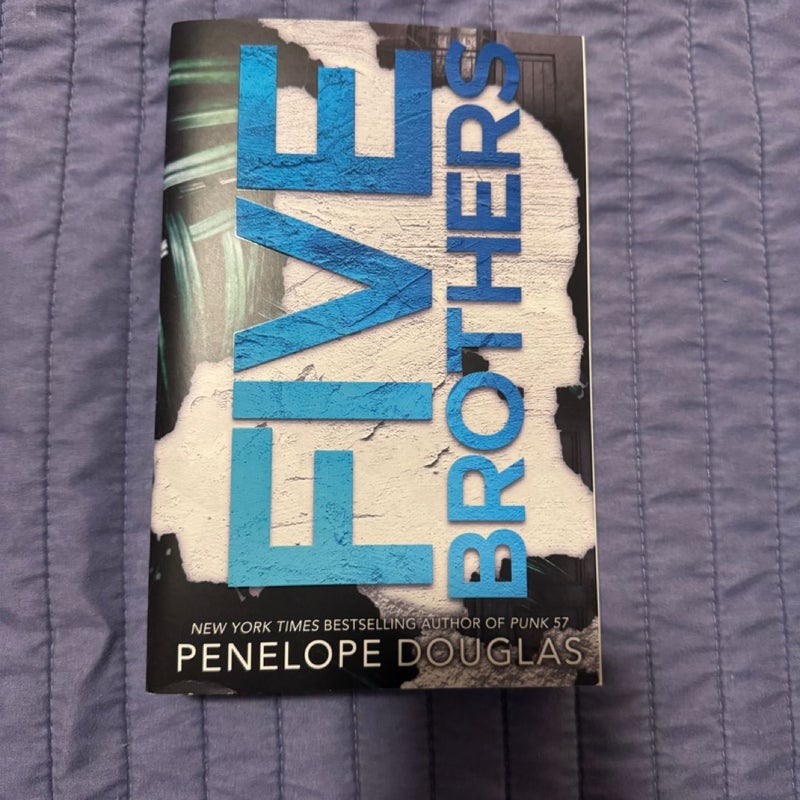 FIVE
BROTHERS
NEW YORK TIMES BESTSELLING AUTHOR OF PUNK 57
PENELOPE DOUGLAS